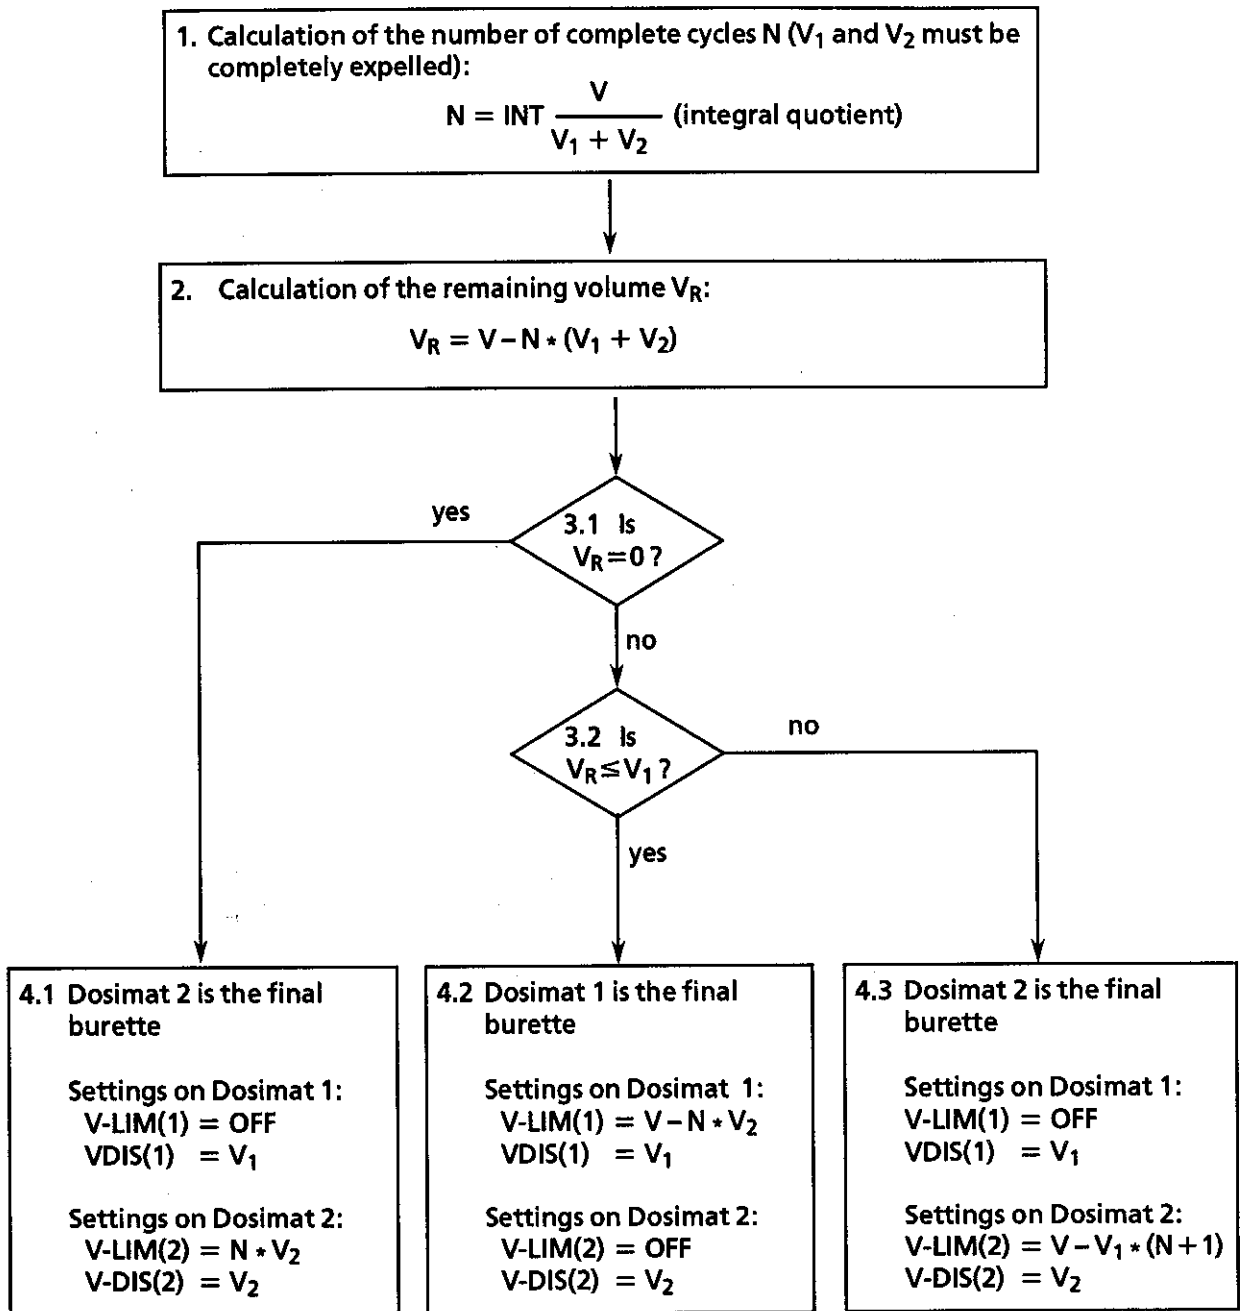 1. Calculation of the number of complete cycles N (V₁ and V₂ must be
completely expelled):
N = INT V / (V₁ + V₂) (integral quotient)
2. Calculation of the remaining volume VR:
VR = V – N * (V₁ + V₂)
3.1 Is
VR = 0 ?
yes
no
3.2 Is
VR ≦ V₁ ?
no
yes
4.1 Dosimat 2 is the final
burette
Settings on Dosimat 1:
V-LIM(1) = OFF
VDIS(1) = V₁
Settings on Dosimat 2:
V-LIM(2) = N * V₂
V-DIS(2) = V₂
4.2 Dosimat 1 is the final
burette
Settings on Dosimat 1:
V-LIM(1) = V – N * V₂
VDIS(1) = V₁
Settings on Dosimat 2:
V-LIM(2) = OFF
V-DIS(2) = V₂
4.3 Dosimat 2 is the final
burette
Settings on Dosimat 1:
V-LIM(1) = OFF
VDIS(1) = V₁
Settings on Dosimat 2:
V-LIM(2) = V – V₁ * (N + 1)
V-DIS(2) = V₂